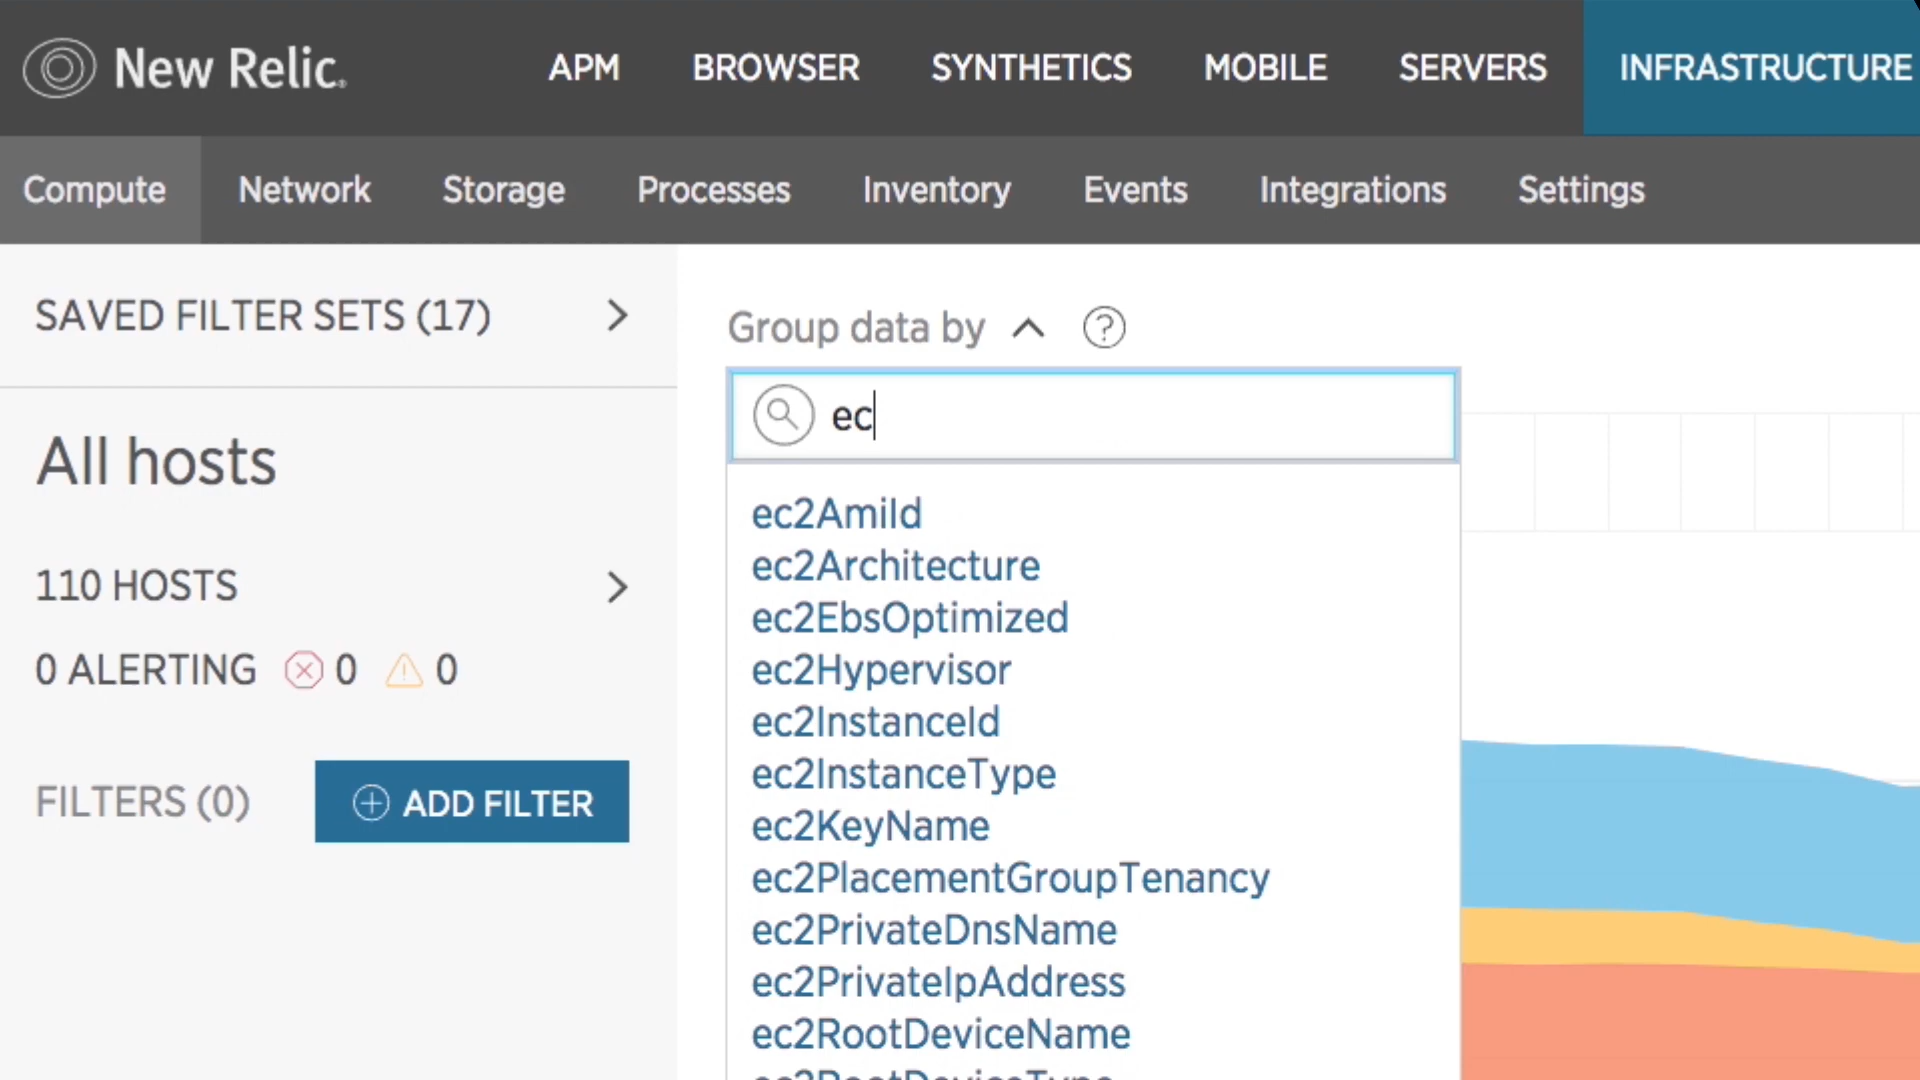 New Relic.
APM BROWSER SYNTHETICS MOBILE SERVERS INFRASTRUCTURE
Compute Network Storage Processes Inventory Events Integrations Settings
SAVED FILTER SETS (17)
All hosts
110 HOSTS
0 ALERTING 0 0
FILTERS (0) ADD FILTER
Group data by ?
ec
ec2AmiId
ec2Architecture
ec2EbsOptimized
ec2Hypervisor
ec2InstanceId
ec2InstanceType
ec2KeyName
ec2PlacementGroupTenancy
ec2PrivateDnsName
ec2PrivateIpAddress
ec2RootDeviceName
ec2RootDeviceType